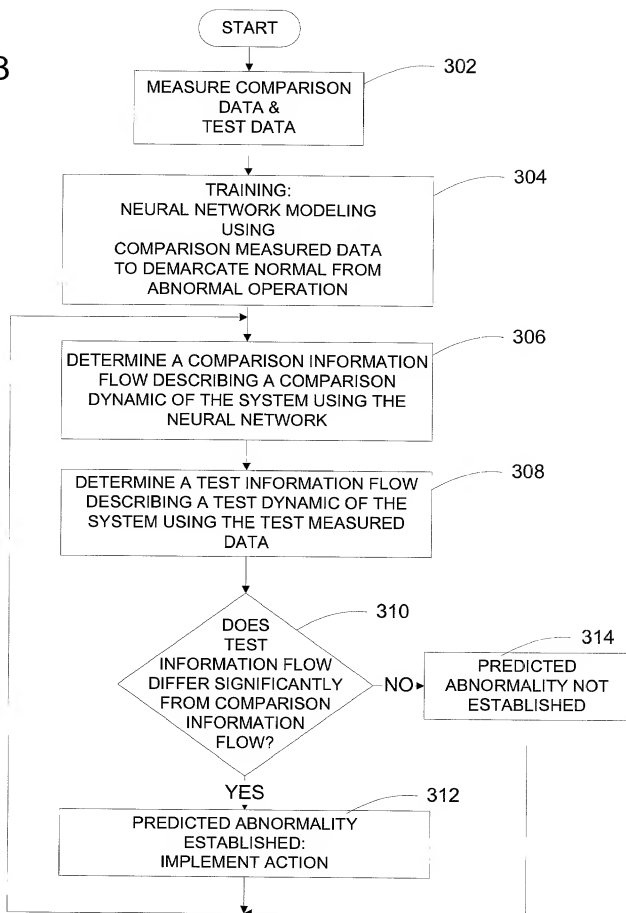 3
START
302
MEASURE COMPARISON
DATA &
TEST DATA
304
TRAINING:
NEURAL NETWORK MODELING
USING
COMPARISON MEASURED DATA
TO DEMARCATE NORMAL FROM
ABNORMAL OPERATION
306
DETERMINE A COMPARISON INFORMATION
FLOW DESCRIBING A COMPARISON
DYNAMIC OF THE SYSTEM USING THE
NEURAL NETWORK
308
DETERMINE A TEST INFORMATION FLOW
DESCRIBING A TEST DYNAMIC OF THE
SYSTEM USING THE TEST MEASURED
DATA
310
DOES
TEST
INFORMATION FLOW
DIFFER SIGNIFICANTLY
FROM COMPARISON
INFORMATION
FLOW?
NO
314
PREDICTED
ABNORMALITY NOT
ESTABLISHED
YES
312
PREDICTED ABNORMALITY
ESTABLISHED:
IMPLEMENT ACTION